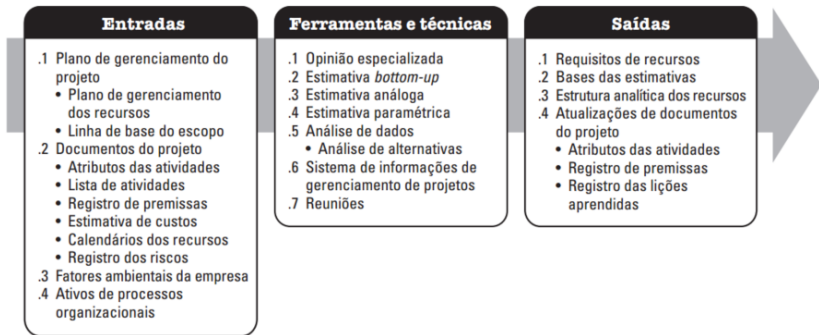 Entradas
.1 Plano de gerenciamento do
projeto
• Plano de gerenciamento
dos recursos
• Linha de base do escopo
.2 Documentos do projeto
• Atributos das atividades
• Lista de atividades
• Registro de premissas
• Estimativa de custos
• Calendários dos recursos
• Registro dos riscos
.3 Fatores ambientais da empresa
.4 Ativos de processos
organizacionais
Ferramentas e técnicas
.1 Opinião especializada
.2 Estimativa bottom-up
.3 Estimativa análoga
.4 Estimativa paramétrica
.5 Análise de dados
• Análise de alternativas
.6 Sistema de informações de
gerenciamento de projetos
.7 Reuniões
Saídas
.1 Requisitos de recursos
.2 Bases das estimativas
.3 Estrutura analítica dos recursos
.4 Atualizações de documentos
do projeto
• Atributos das atividades
• Registro de premissas
• Registro das lições
aprendidas